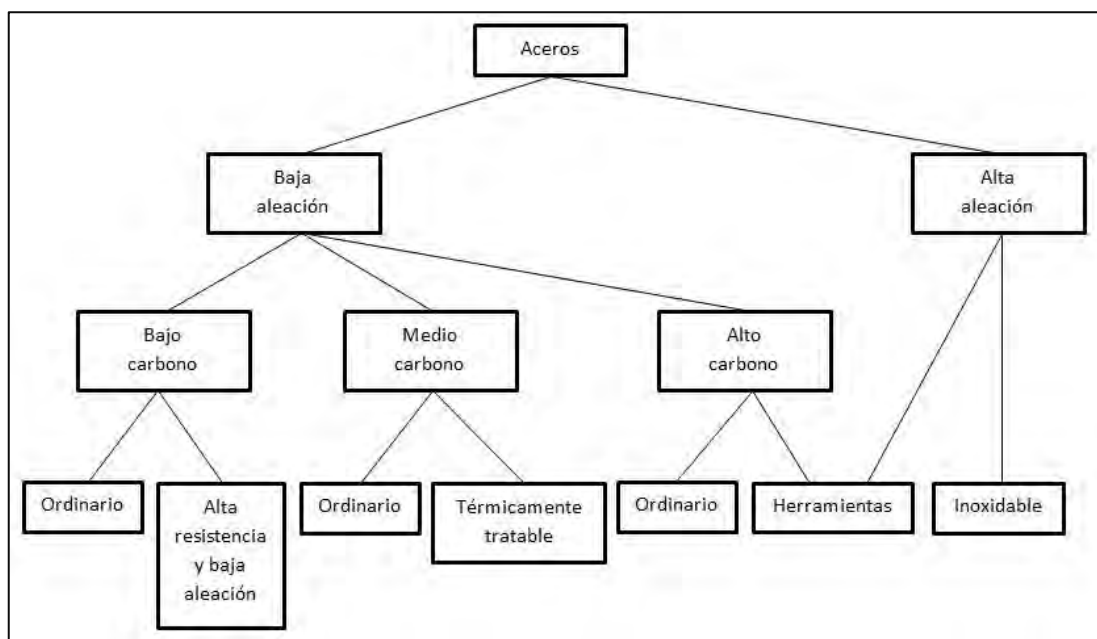 Aceros
Baja
aleación
Alta
aleación
Bajo
carbono
Medio
carbono
Alto
carbono
Ordinario
Alta
resistencia
y baja
aleación
Ordinario
Térmicamente
tratable
Ordinario
Herramientas
Inoxidable